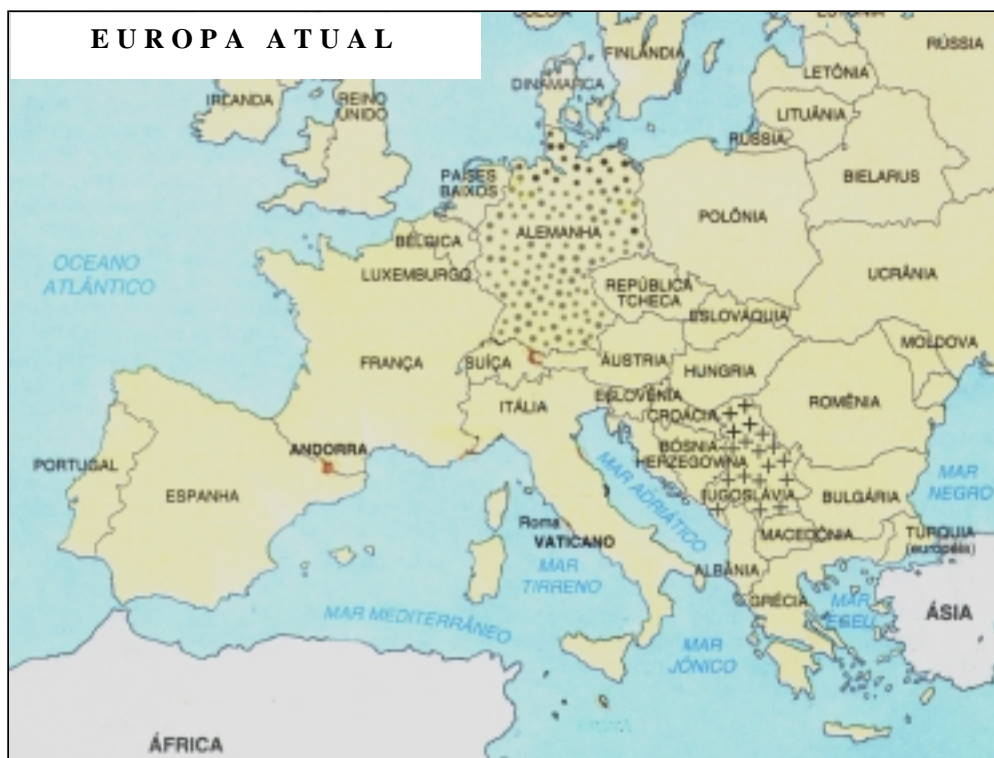 EUROPA ATUAL
FINLÂNDIA
RÚSSIA
DINAMARCA
LETÔNIA
IRLANDA
REINO
UNIDO
LITUÂNIA
RÚSSIA
PAÍSES
BAIXOS
BIELARUS
POLÔNIA
ALEMANHA
BÉLGICA
OCEANO
ATLÂNTICO
LUXEMBURGO
REPÚBLICA
TCHECA
UCRÂNIA
ESLOVÁQUIA
MOLDOVA
FRANÇA
SUÍÇA
ÁUSTRIA
HUNGRIA
ITÁLIA
ESLOVÊNIA
ROMÊNIA
CROÁCIA
ANDORRA
BÓSNIA
HERZEGOVINA
PORTUGAL
ESPANHA
MAR ADRIÁTICO
IUGOSLÁVIA
BULGÁRIA
MAR
NEGRO
Roma
VATICANO
MACEDÔNIA
TURQUIA
(européia)
MAR
TIRRENO
ALBÂNIA
GRÉCIA
MAR
EGEU
ÁSIA
MAR MEDITERRÂNEO
MAR
JÔNICO
ÁFRICA